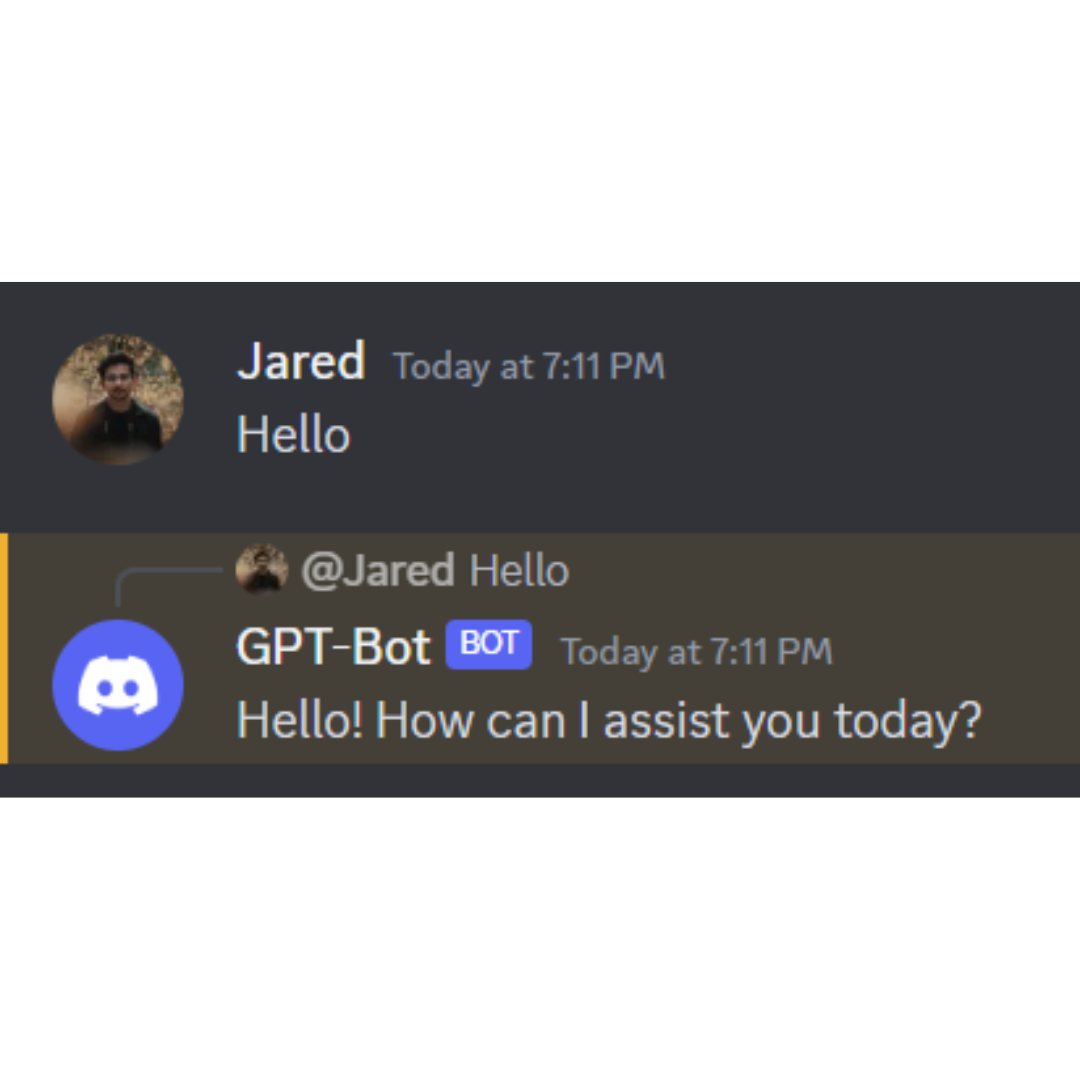 Jared Today at 7:11 PM
Hello
@Jared Hello
GPT-Bot BOT Today at 7:11 PM
Hello! How can I assist you today?